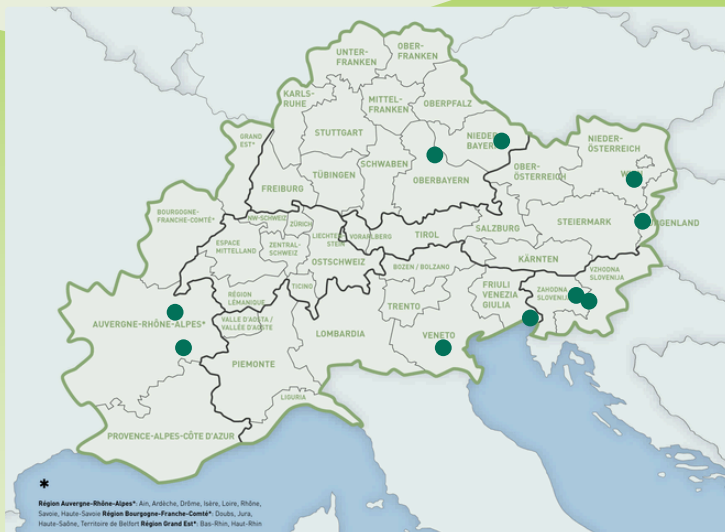 UNTER-
FRANKEN
OBER-
FRANKEN
KARLS-
RUHE
MITTEL-
FRANKEN
OBERPFALZ
STUTTGART
GRAND
EST*
NIEDER
BAYER
NIEDER-
ÖSTERREICH
SCHWABEN
TÜBINGEN
OBERBAYERN
OBER-
ÖSTERREICH
W
FREIBURG
BOURGOGNE-
FRANCHE-COMTÉ*
NW-SCHWEIZ
ZÜRICH
LIECHTEN-
STEIN
VORARLBERG
TIROL
SALZBURG
STEIERMARK
RGENLAND
ESPACE
MITTELLAND
ZENTRAL-
SCHWEIZ
OSTSCHWEIZ
KÄRNTEN
BOZEN / BOLZANO
VZHODNA
SLOVENIJA
TICINO
RÉGION
LÉMANIQUE
TRENTO
FRIULI
VENEZIA
GIULIA
ZAHODNA
SLOVENIJ
AUVERGNE-RHÔNE-ALPES*
VALLE D'AOSTA /
VALLÉE D'AOSTE
LOMBARDIA
VENETO
PIEMONTE
LIGURIA
PROVENCE-ALPES-CÔTE D'AZUR
*
Région Auvergne-Rhône-Alpes*: Ain, Ardèche, Drôme, Isère, Loire, Rhône,
Savoie, Haute-Savoie Région Bourgogne-Franche-Comté*: Doubs, Jura,
Haute-Saône, Territoire de Belfort Région Grand Est*: Bas-Rhin, Haut-Rhin